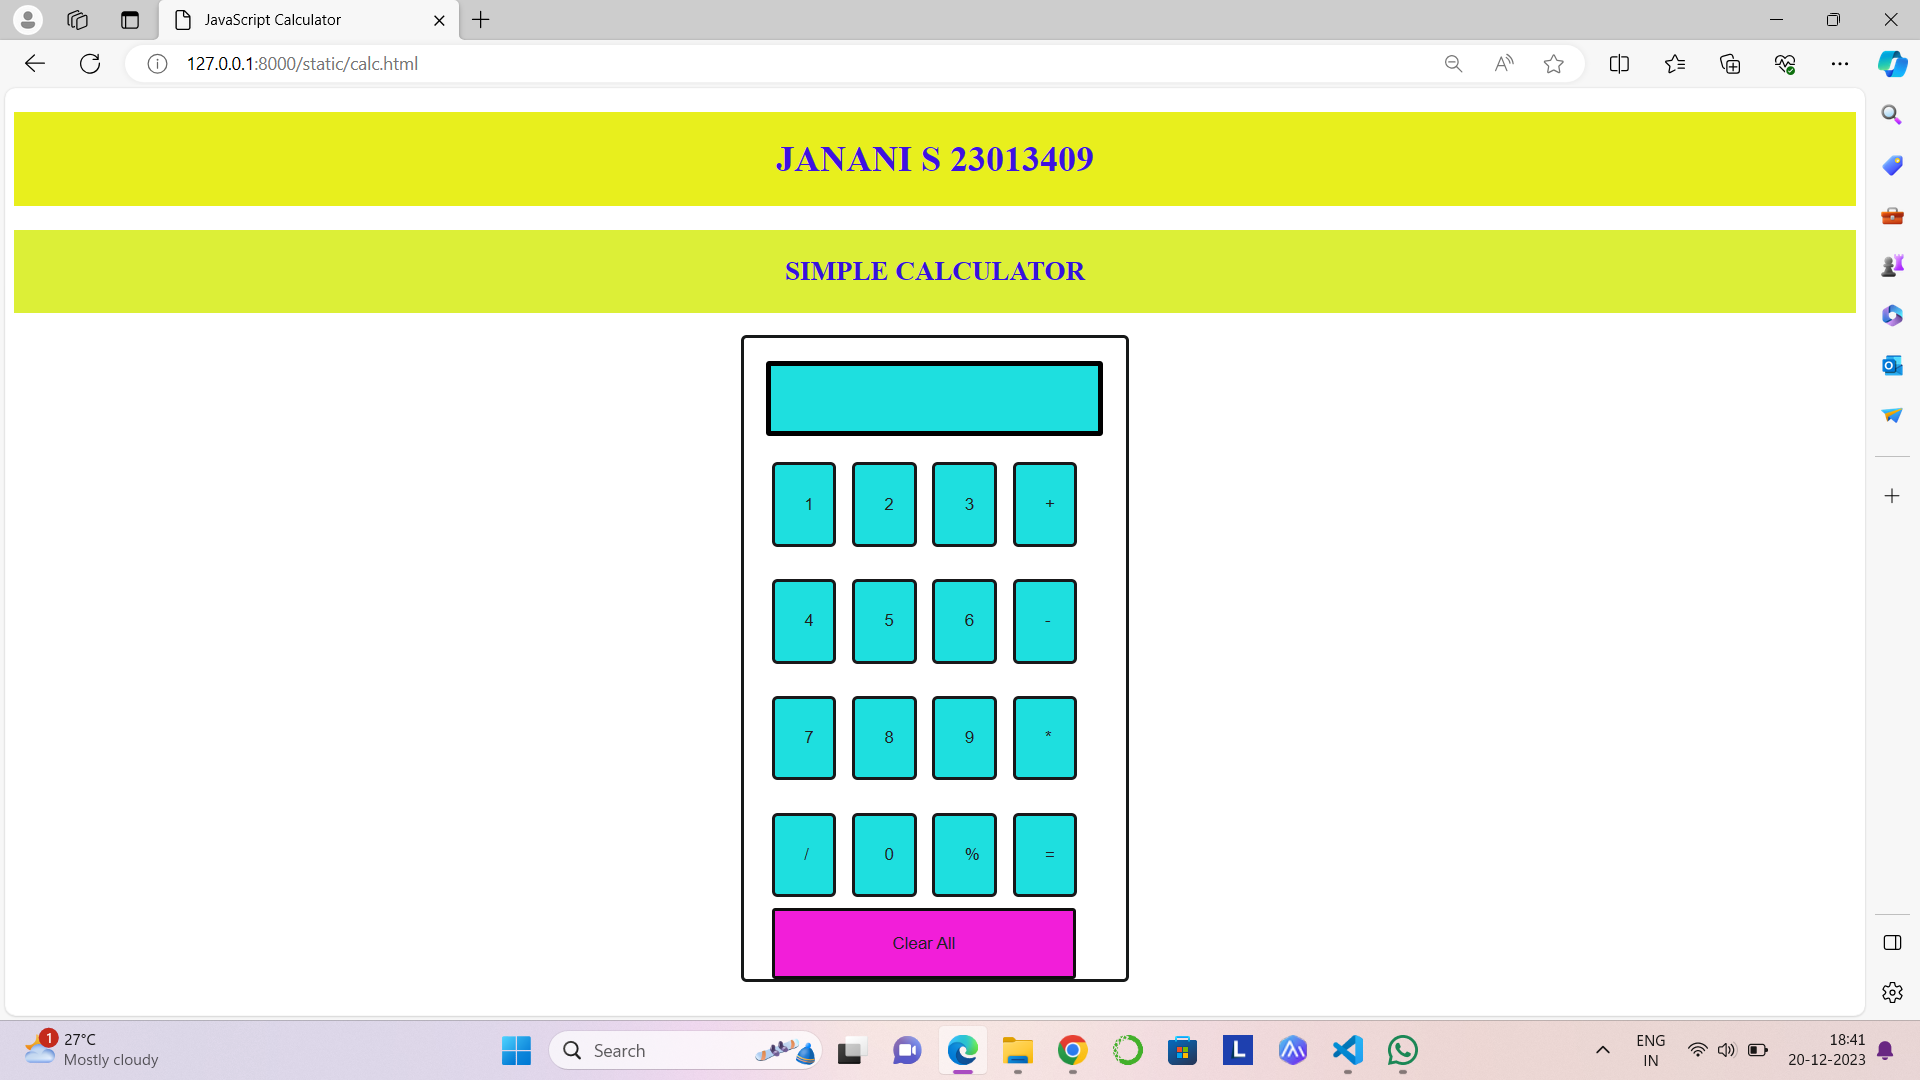 JavaScript Calculator
127.0.0.1:8000/static/calc.html
JANANI S 23013409
SIMPLE CALCULATOR
1 2 3 +
4 5 6 -
7 8 9 *
/ 0 % =
Clear All
1
27°C
Mostly cloudy
Search
L
ENG
IN
18:41
20-12-2023